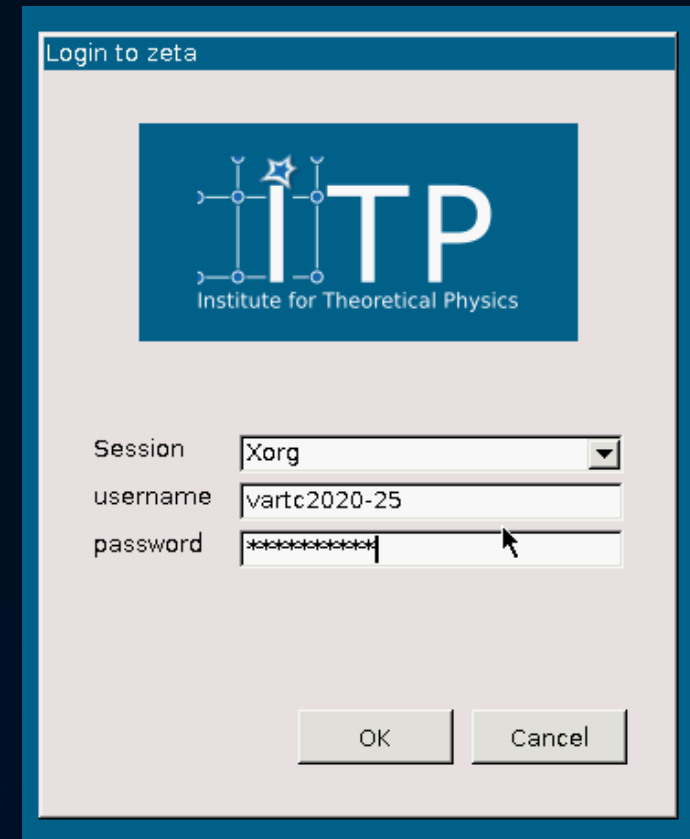 Login to zeta
iTP
Institute for Theoretical Physics
Session Xorg
username vartc2020-25
password **********
OK Cancel